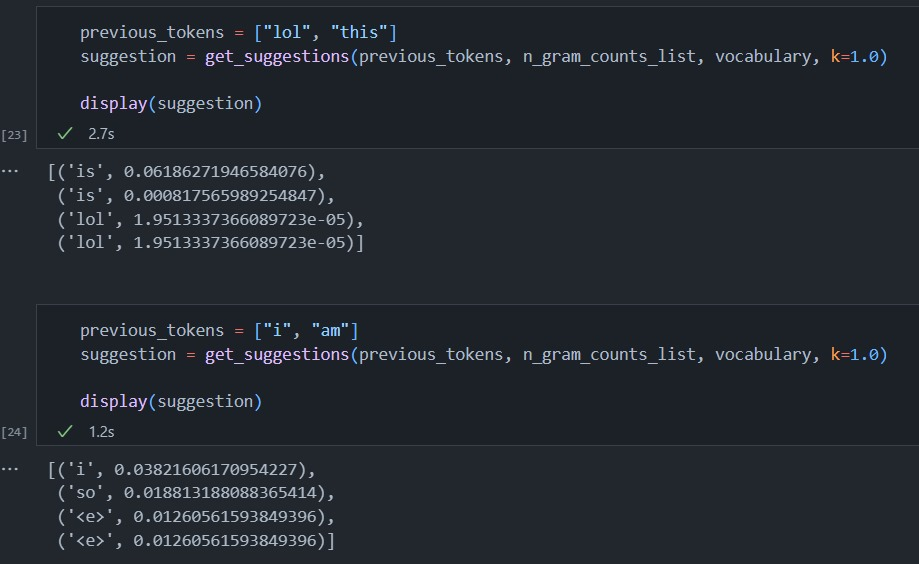 previous_tokens = ["lol", "this"]
suggestion = get_suggestions(previous_tokens, n_gram_counts_list, vocabulary, k=1.0)
display(suggestion)
[23] ✓ 2.7s
... [('is', 0.06186271946584076),
('is', 0.000817565989254847),
('lol', 1.9513337366089723e-05),
('lol', 1.9513337366089723e-05)]
previous_tokens = ["i", "am"]
suggestion = get_suggestions(previous_tokens, n_gram_counts_list, vocabulary, k=1.0)
display(suggestion)
[24] ✓ 1.2s
... [('i', 0.03821606170954227),
('so', 0.018813188088365414),
('<e>', 0.01260561593849396),
('<e>', 0.01260561593849396)]